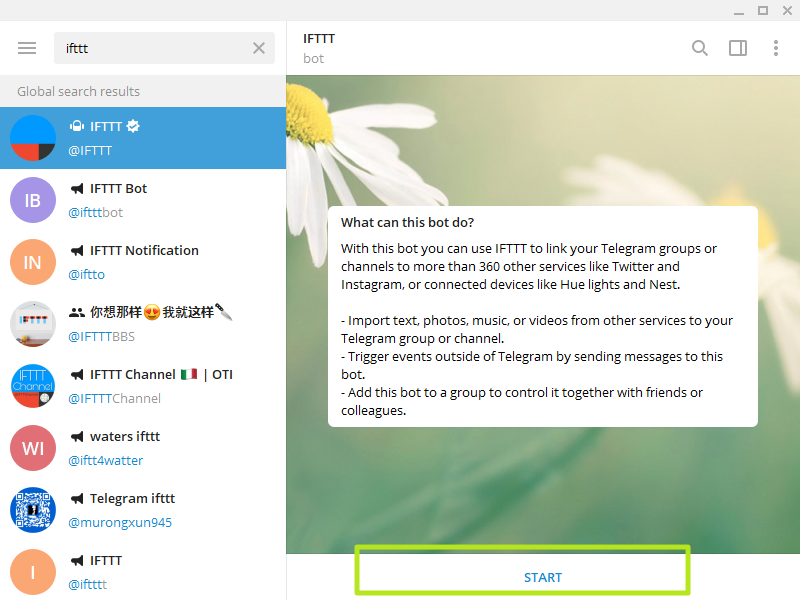 ifttt
Global search results
IFTTT
@IFTTT
IB
IFTTT Bot
@iftttbot
IN
IFTTT Notification
@iftto
你想那样😍我就这样🔪
@IFTTTBBS
IFTTT Channel 🇮🇹 | OTI
@IFTTTChannel
IFTTT
Channel
WI
waters ifttt
@iftt4watter
Telegram ifttt
@murongxun945
I
IFTTT
@iftttt
IFTTT
bot
What can this bot do?
With this bot you can use IFTTT to link your Telegram groups or
channels to more than 360 other services like Twitter and
Instagram, or connected devices like Hue lights and Nest.
- Import text, photos, music, or videos from other services to your
Telegram group or channel.
- Trigger events outside of Telegram by sending messages to this
bot.
- Add this bot to a group to control it together with friends or
colleagues.
START